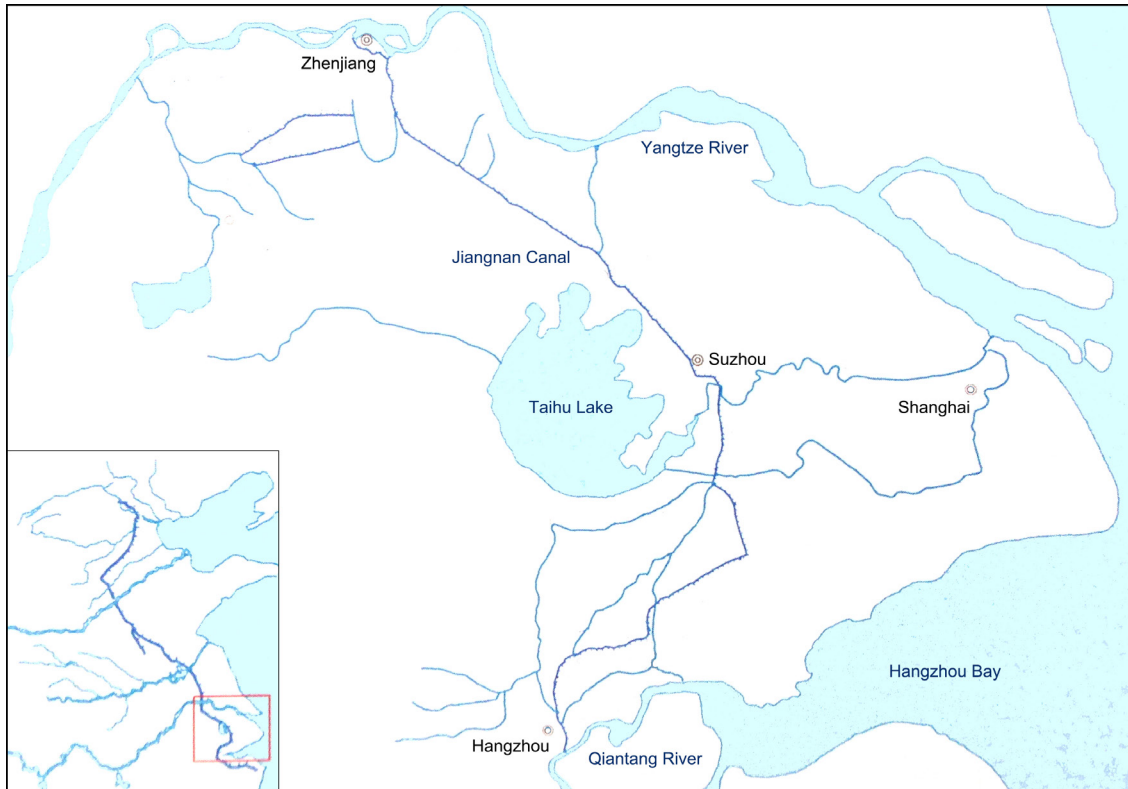 Zhenjiang
Yangtze River
Jiangnan Canal
Suzhou
Taihu Lake
Shanghai
Hangzhou Bay
Hangzhou
Qiantang River